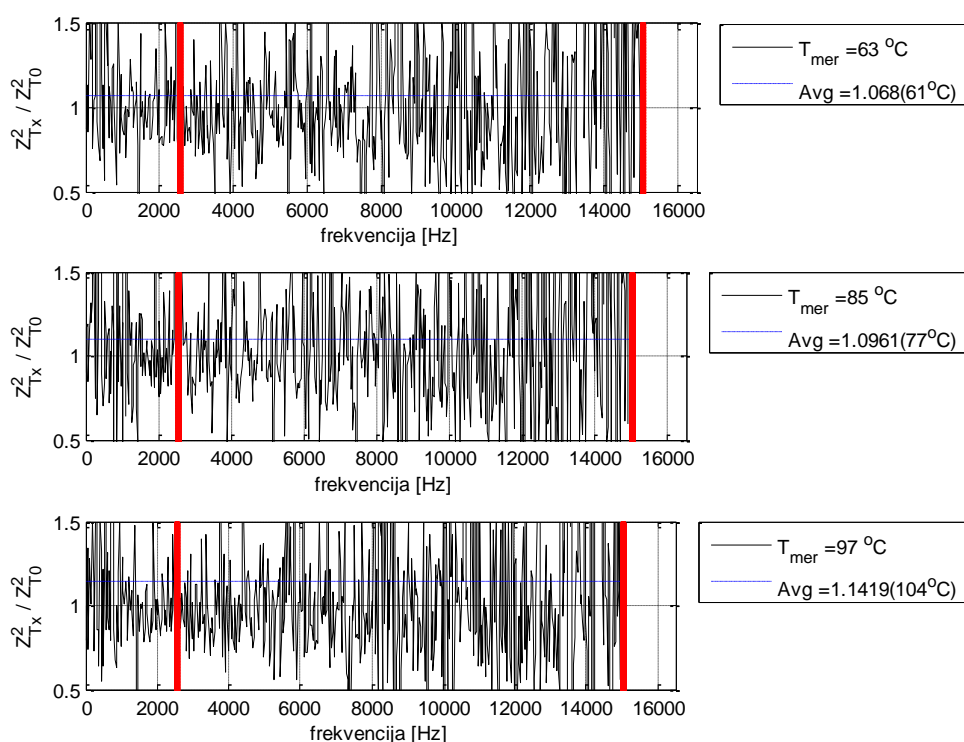 1.5
1
0.5
Z²Tx / Z²T0
0 2000 4000 6000 8000 10000 12000 14000 16000
frekvencija [Hz]
Tmer =63 °C
Avg =1.068(61°C)
1.5
1
0.5
Z²Tx / Z²T0
0 2000 4000 6000 8000 10000 12000 14000 16000
frekvencija [Hz]
Tmer =85 °C
Avg =1.0961(77°C)
1.5
1
0.5
Z²Tx / Z²T0
0 2000 4000 6000 8000 10000 12000 14000 16000
frekvencija [Hz]
Tmer =97 °C
Avg =1.1419(104°C)